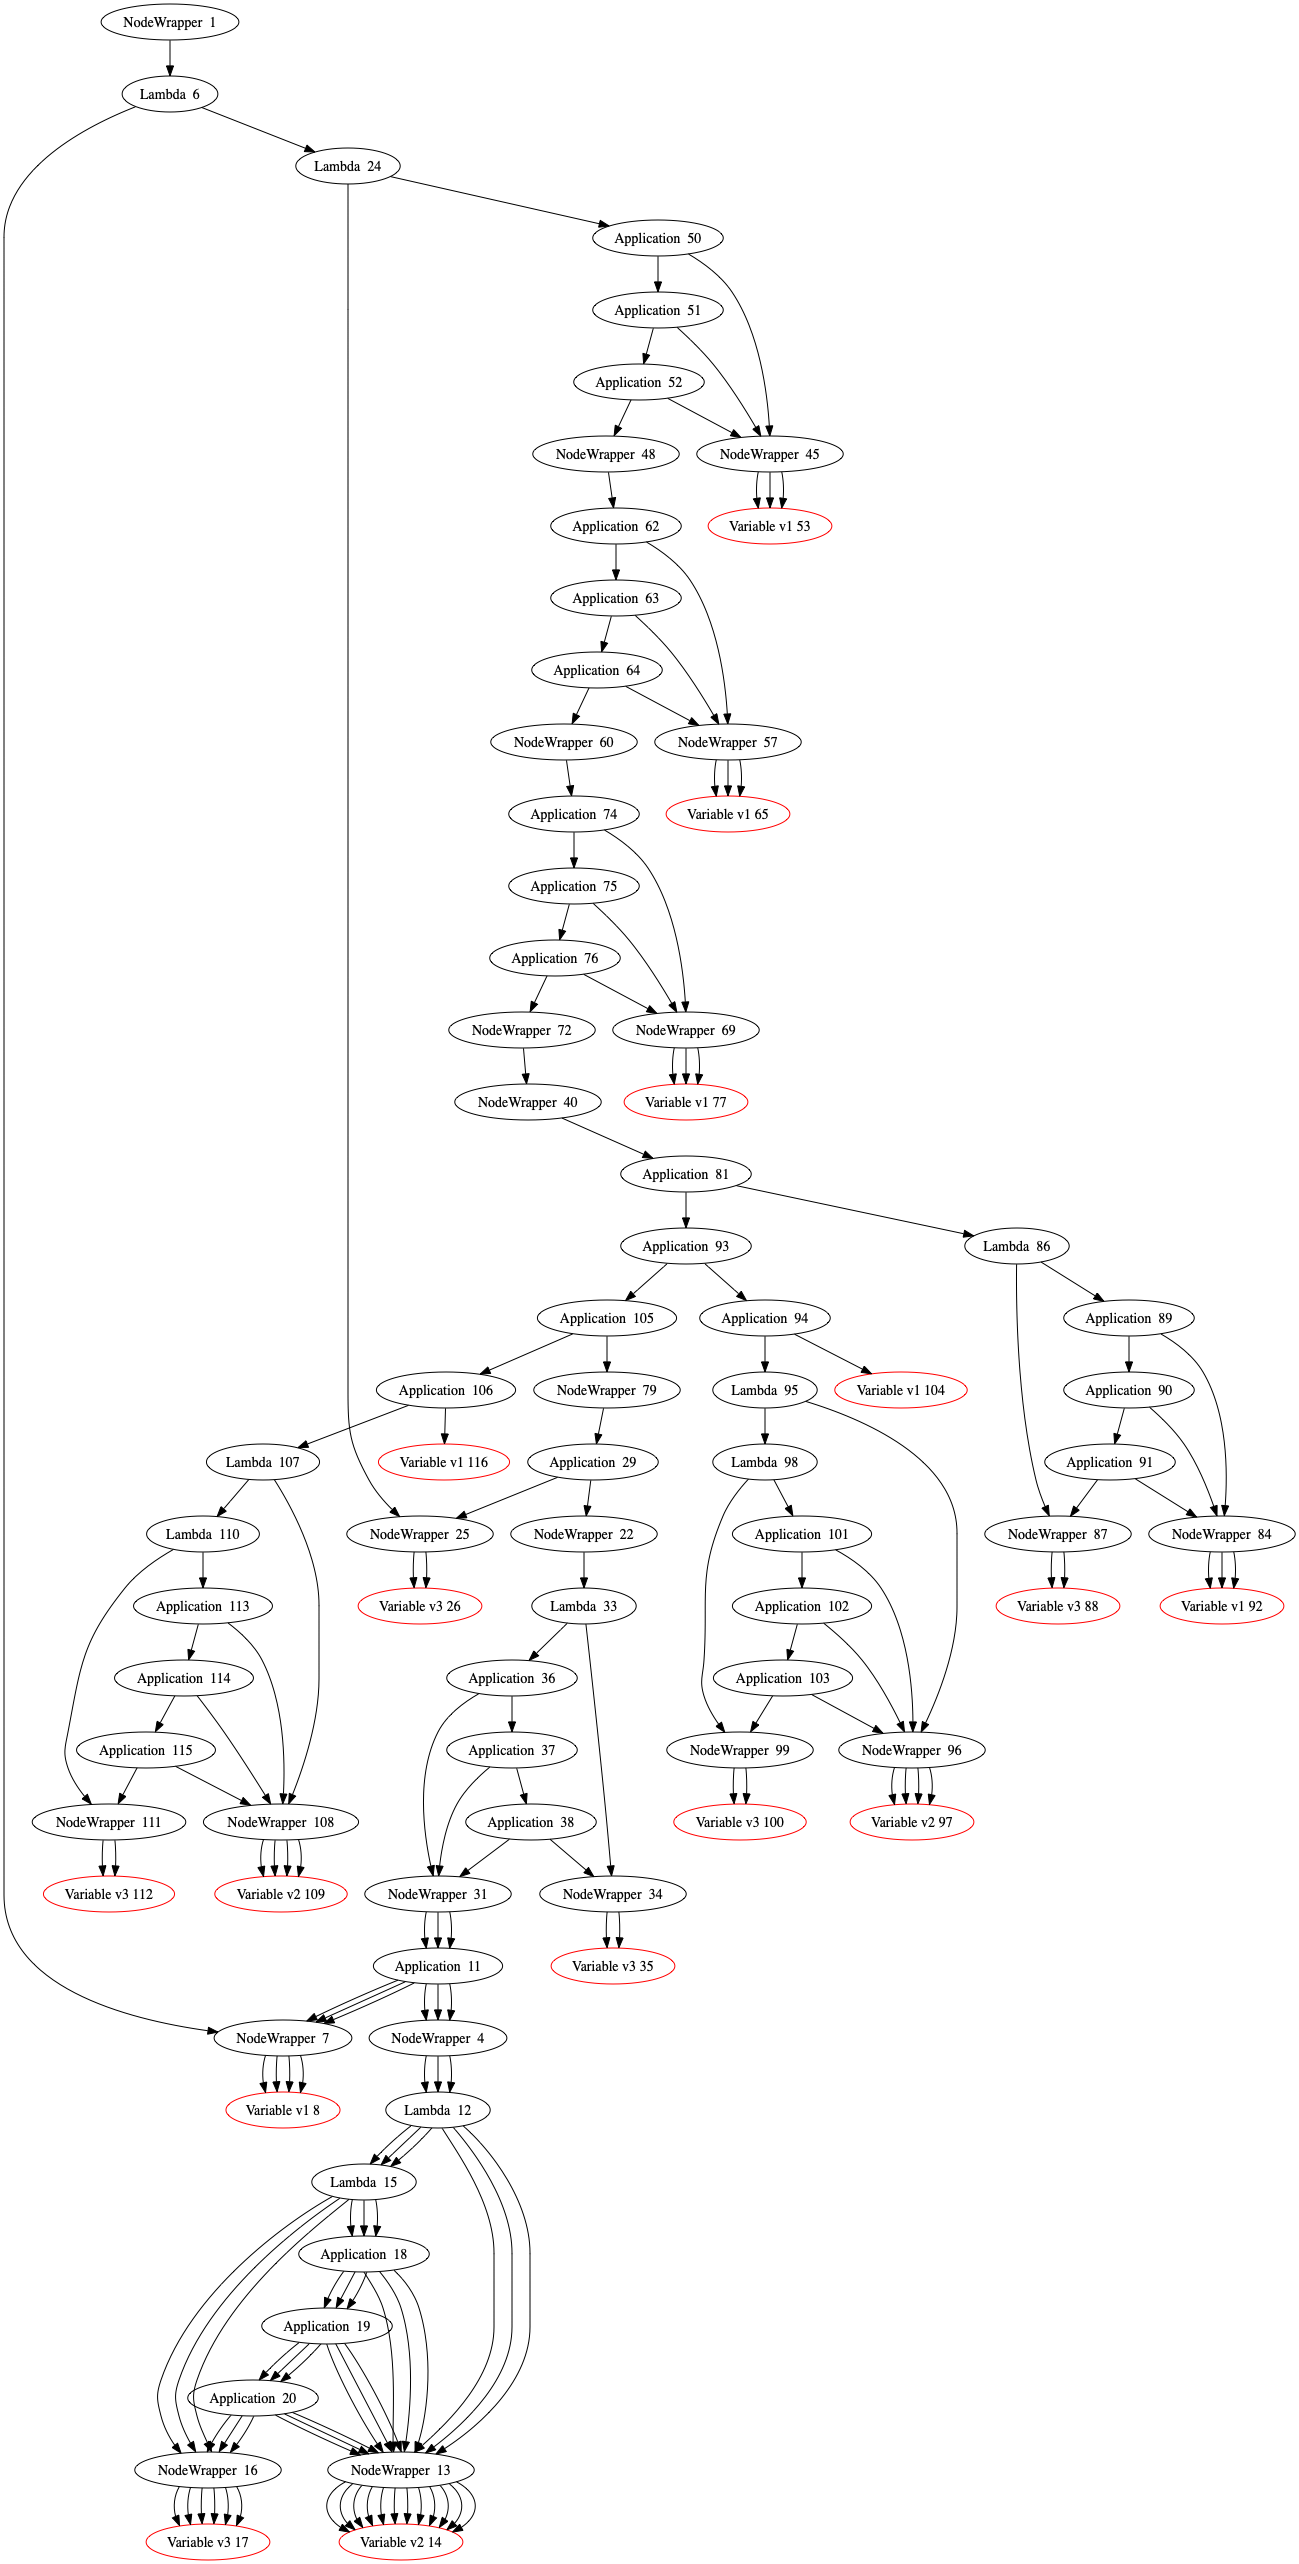 NodeWrapper 1
Lambda 6
Lambda 24
Application 50
Application 51
Application 52
NodeWrapper 48
NodeWrapper 45
Application 62
Variable v1 53
Application 63
Application 64
NodeWrapper 60
NodeWrapper 57
Application 74
Variable v1 65
Application 75
Application 76
NodeWrapper 72
NodeWrapper 69
NodeWrapper 40
Variable v1 77
Application 81
Application 93
Lambda 86
Application 105
Application 94
Application 89
Application 106
NodeWrapper 79
Lambda 95
Variable v1 104
Application 90
Lambda 107
Variable v1 116
Application 29
Lambda 98
Application 91
Lambda 110
NodeWrapper 25
NodeWrapper 22
Application 101
NodeWrapper 87
NodeWrapper 84
Application 113
Variable v3 26
Lambda 33
Application 102
Variable v3 88
Variable v1 92
Application 114
Application 36
Application 103
Application 115
Application 37
NodeWrapper 99
NodeWrapper 96
NodeWrapper 111
NodeWrapper 108
Application 38
Variable v3 100
Variable v2 97
Variable v3 112
Variable v2 109
NodeWrapper 31
NodeWrapper 34
Application 11
Variable v3 35
NodeWrapper 7
NodeWrapper 4
Variable v1 8
Lambda 12
Lambda 15
Application 18
Application 19
Application 20
NodeWrapper 16
NodeWrapper 13
Variable v3 17
Variable v2 14